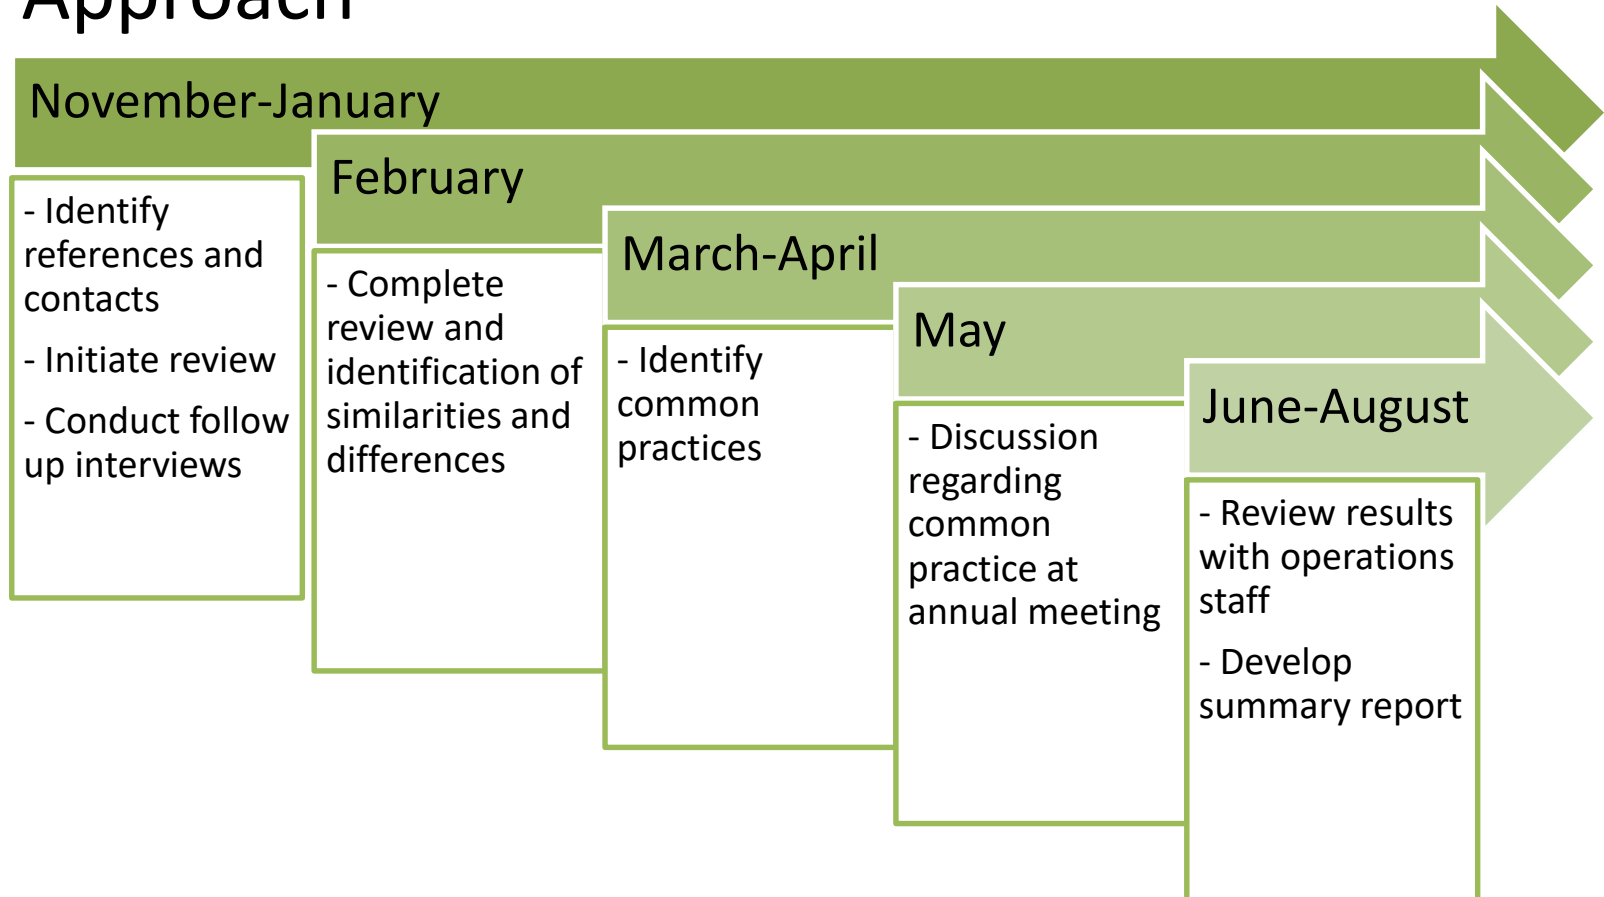 Approach
November-January
- Identify
references and
contacts
- Initiate review
- Conduct follow
up interviews
February
- Complete
review and
identification of
similarities and
differences
March-April
- Identify
common
practices
May
- Discussion
regarding
common
practice at
annual meeting
June-August
- Review results
with operations
staff
- Develop
summary report